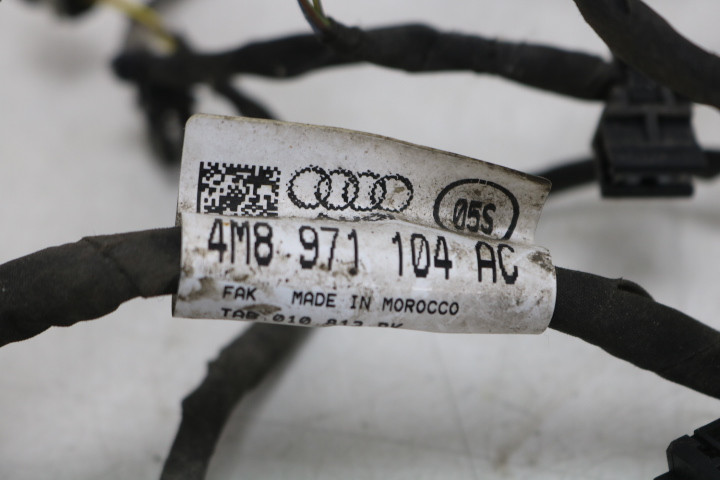 05S
4M8 971 104 AC
FAK MADE IN MOROCCO